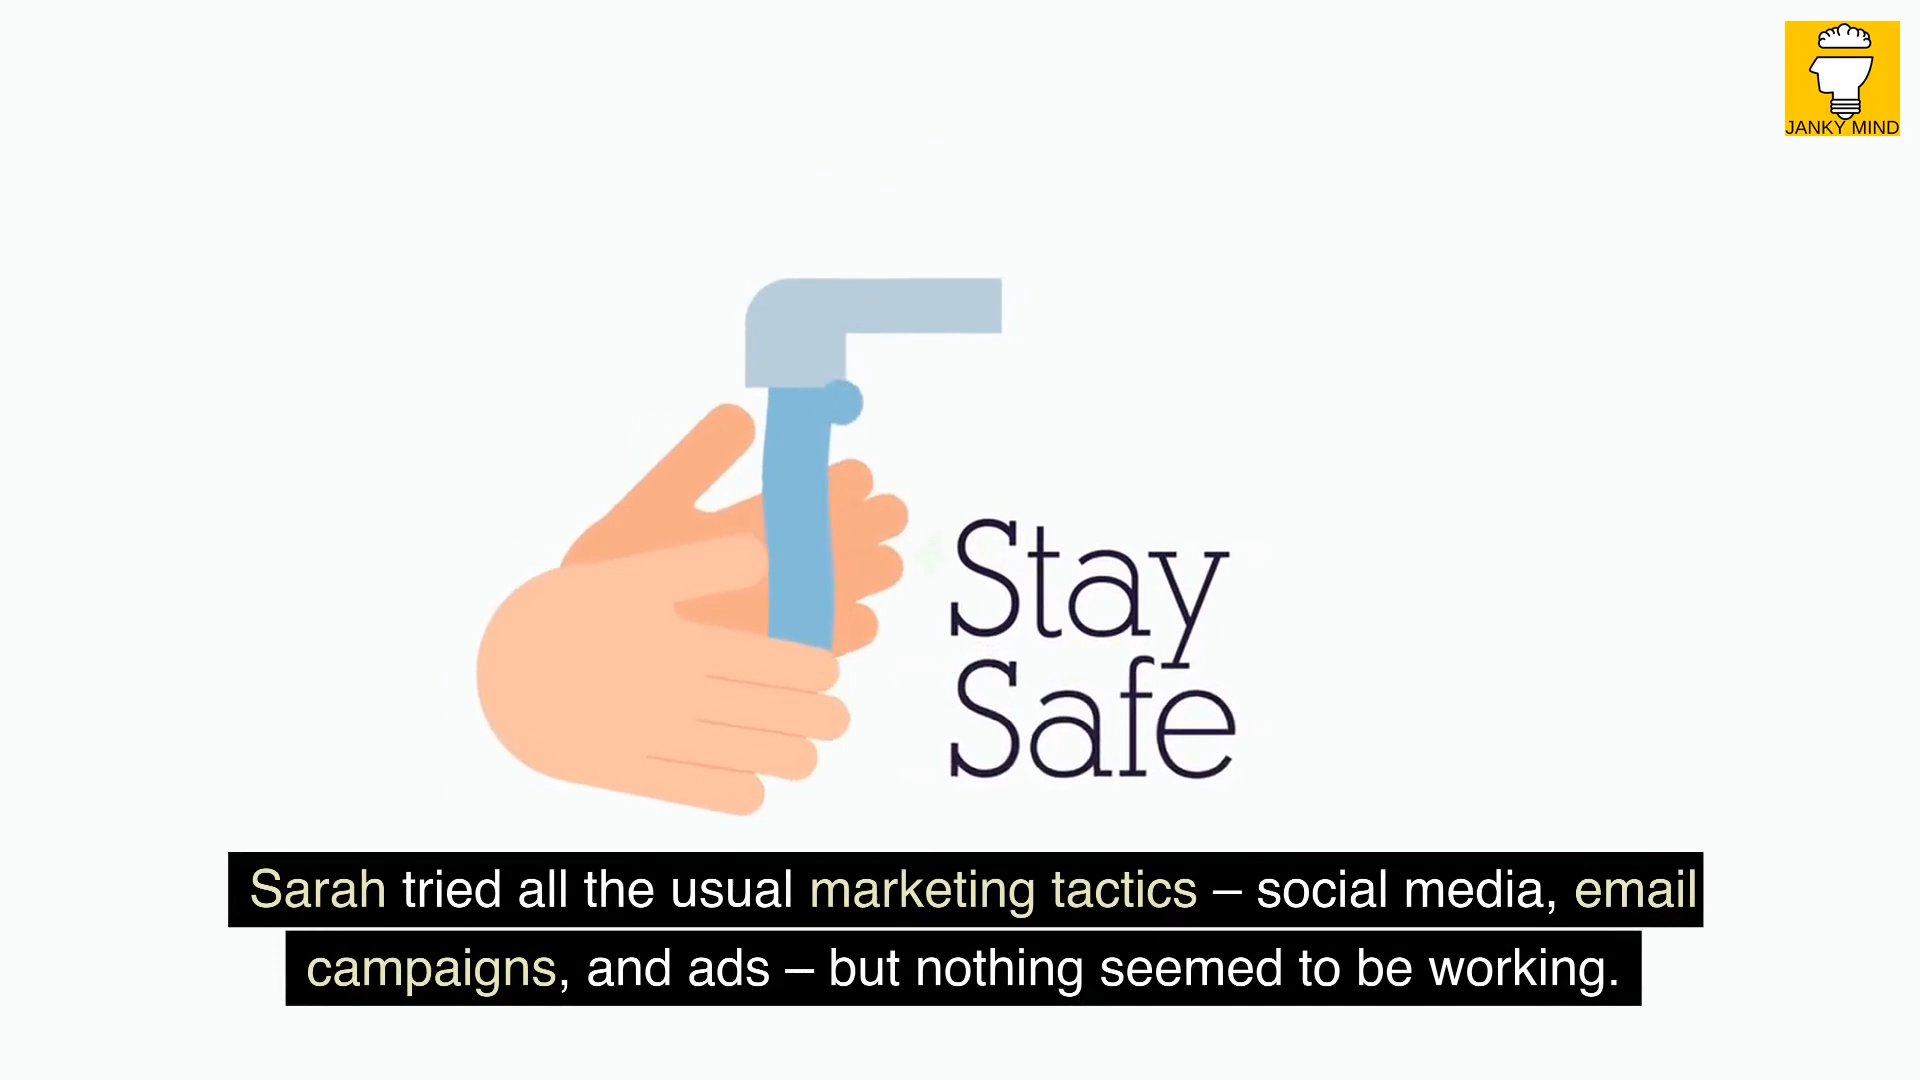 JANKY MIND
Stay
Safe
Sarah tried all the usual marketing tactics – social media, email
campaigns, and ads – but nothing seemed to be working.